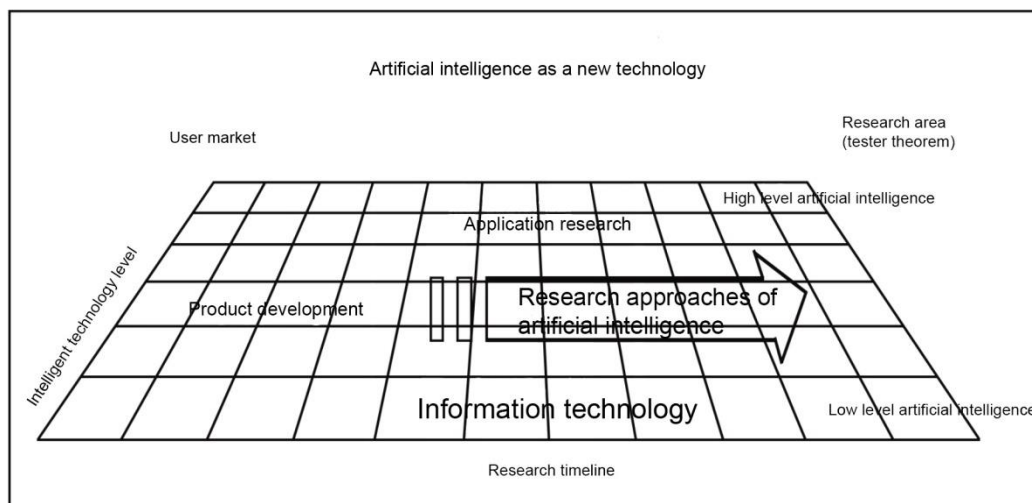 Artificial intelligence as a new technology
User market
Research area
(tester theorem)
High level artificial intelligence
Application research
Intelligent technology level
Product development
Research approaches of
artificial intelligence
Information technology
Low level artificial intelligence
Research timeline